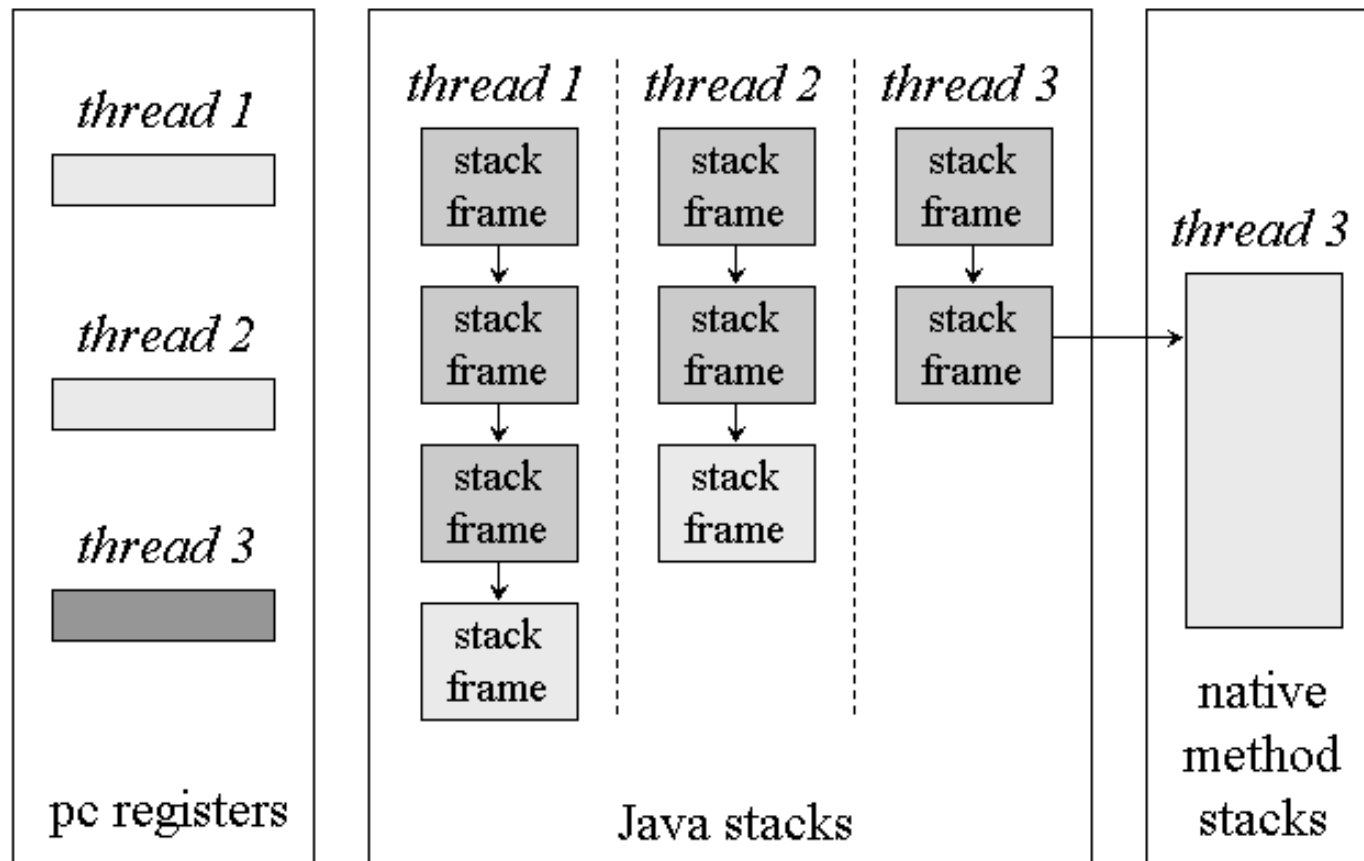 thread 1
thread 2
thread 3
pc registers
thread 1
thread 2
thread 3
stack
frame
stack
frame
stack
frame
stack
frame
stack
frame
stack
frame
stack
frame
stack
frame
stack
frame
Java stacks
thread 3
native
method
stacks